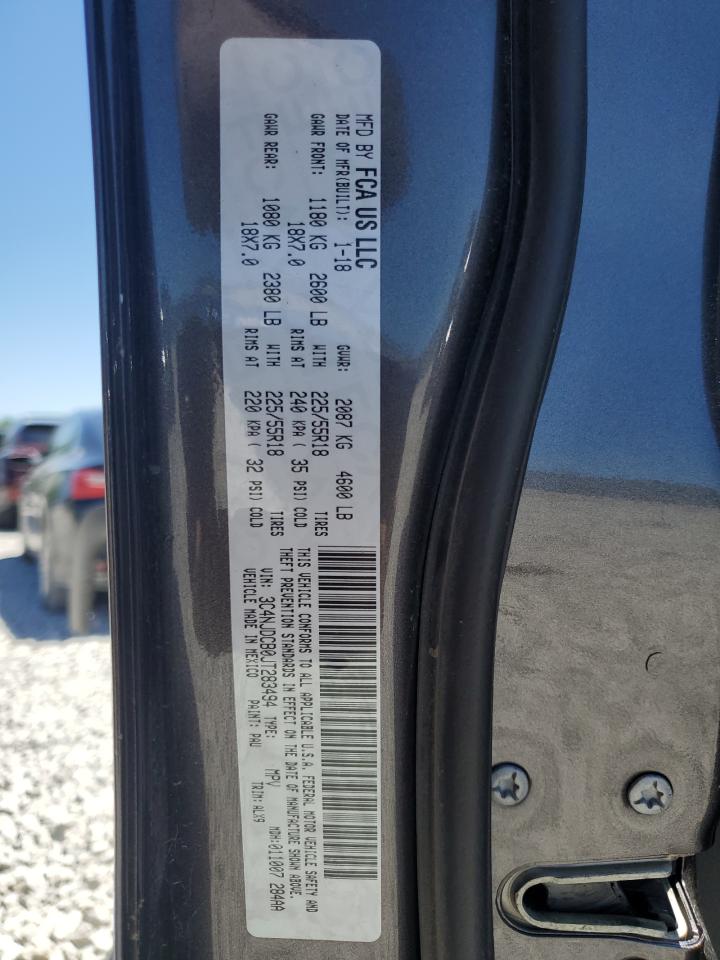 MFD BY FCA US LLC
DATE OF MFR(BUILT): 1-18 GVWR: 2087 KG 4600 LB
GAWR FRONT: 1180 KG 2600 LB WITH 225/55R18 TIRES
18X7.0 RIMS AT 240 KPA ( 35 PSI) COLD
GAWR REAR: 1080 KG 2380 LB WITH 225/55R18 TIRES
18X7.0 RIMS AT 220 KPA ( 32 PSI) COLD
THIS VEHICLE CONFORMS TO ALL APPLICABLE U.S.A. FEDERAL MOTOR VEHICLE SAFETY AND
THEFT PREVENTION STANDARDS IN EFFECT ON THE DATE OF MANUFACTURE SHOWN ABOVE.
VIN: 3C4NJDCB0JT283494 TYPE: MPV MDH:011007 284AA
VEHICLE MADE IN MEXICO PAINT: PAU TRIM: ALX9